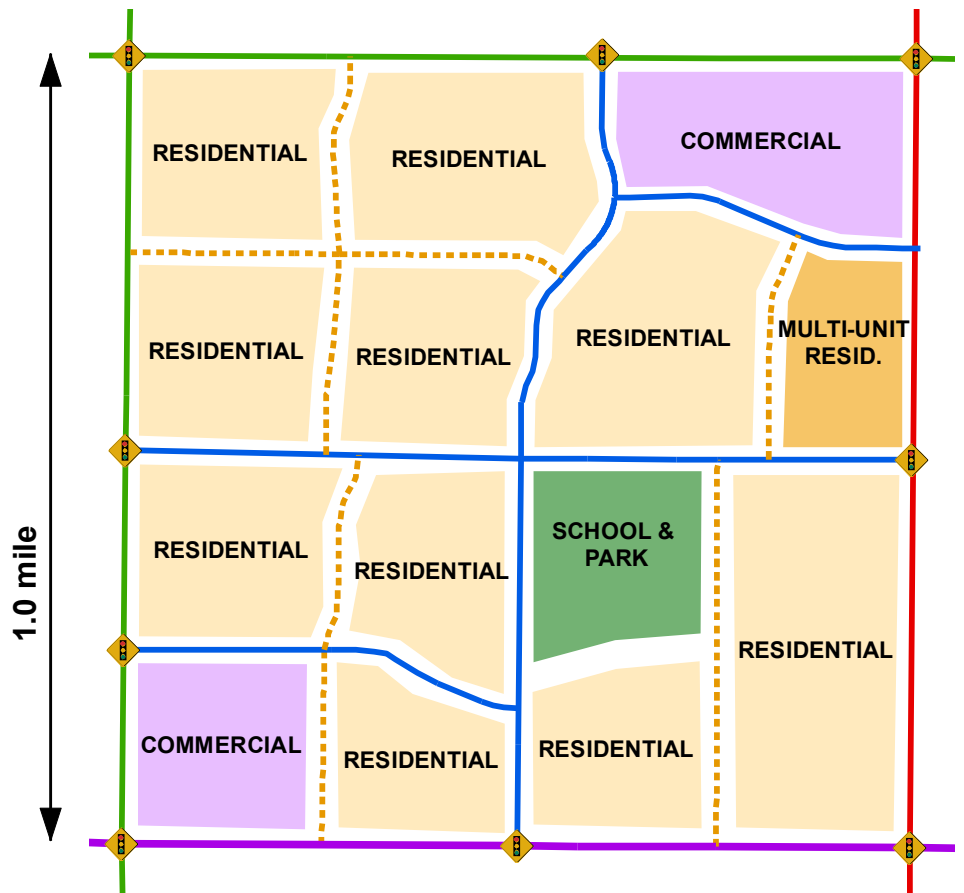 COMMERCIAL
RESIDENTIAL
RESIDENTIAL
MULTI-UNIT
RESID.
RESIDENTIAL
RESIDENTIAL
RESIDENTIAL
SCHOOL &
PARK
RESIDENTIAL
RESIDENTIAL
1.0 mile
RESIDENTIAL
COMMERCIAL
RESIDENTIAL
RESIDENTIAL